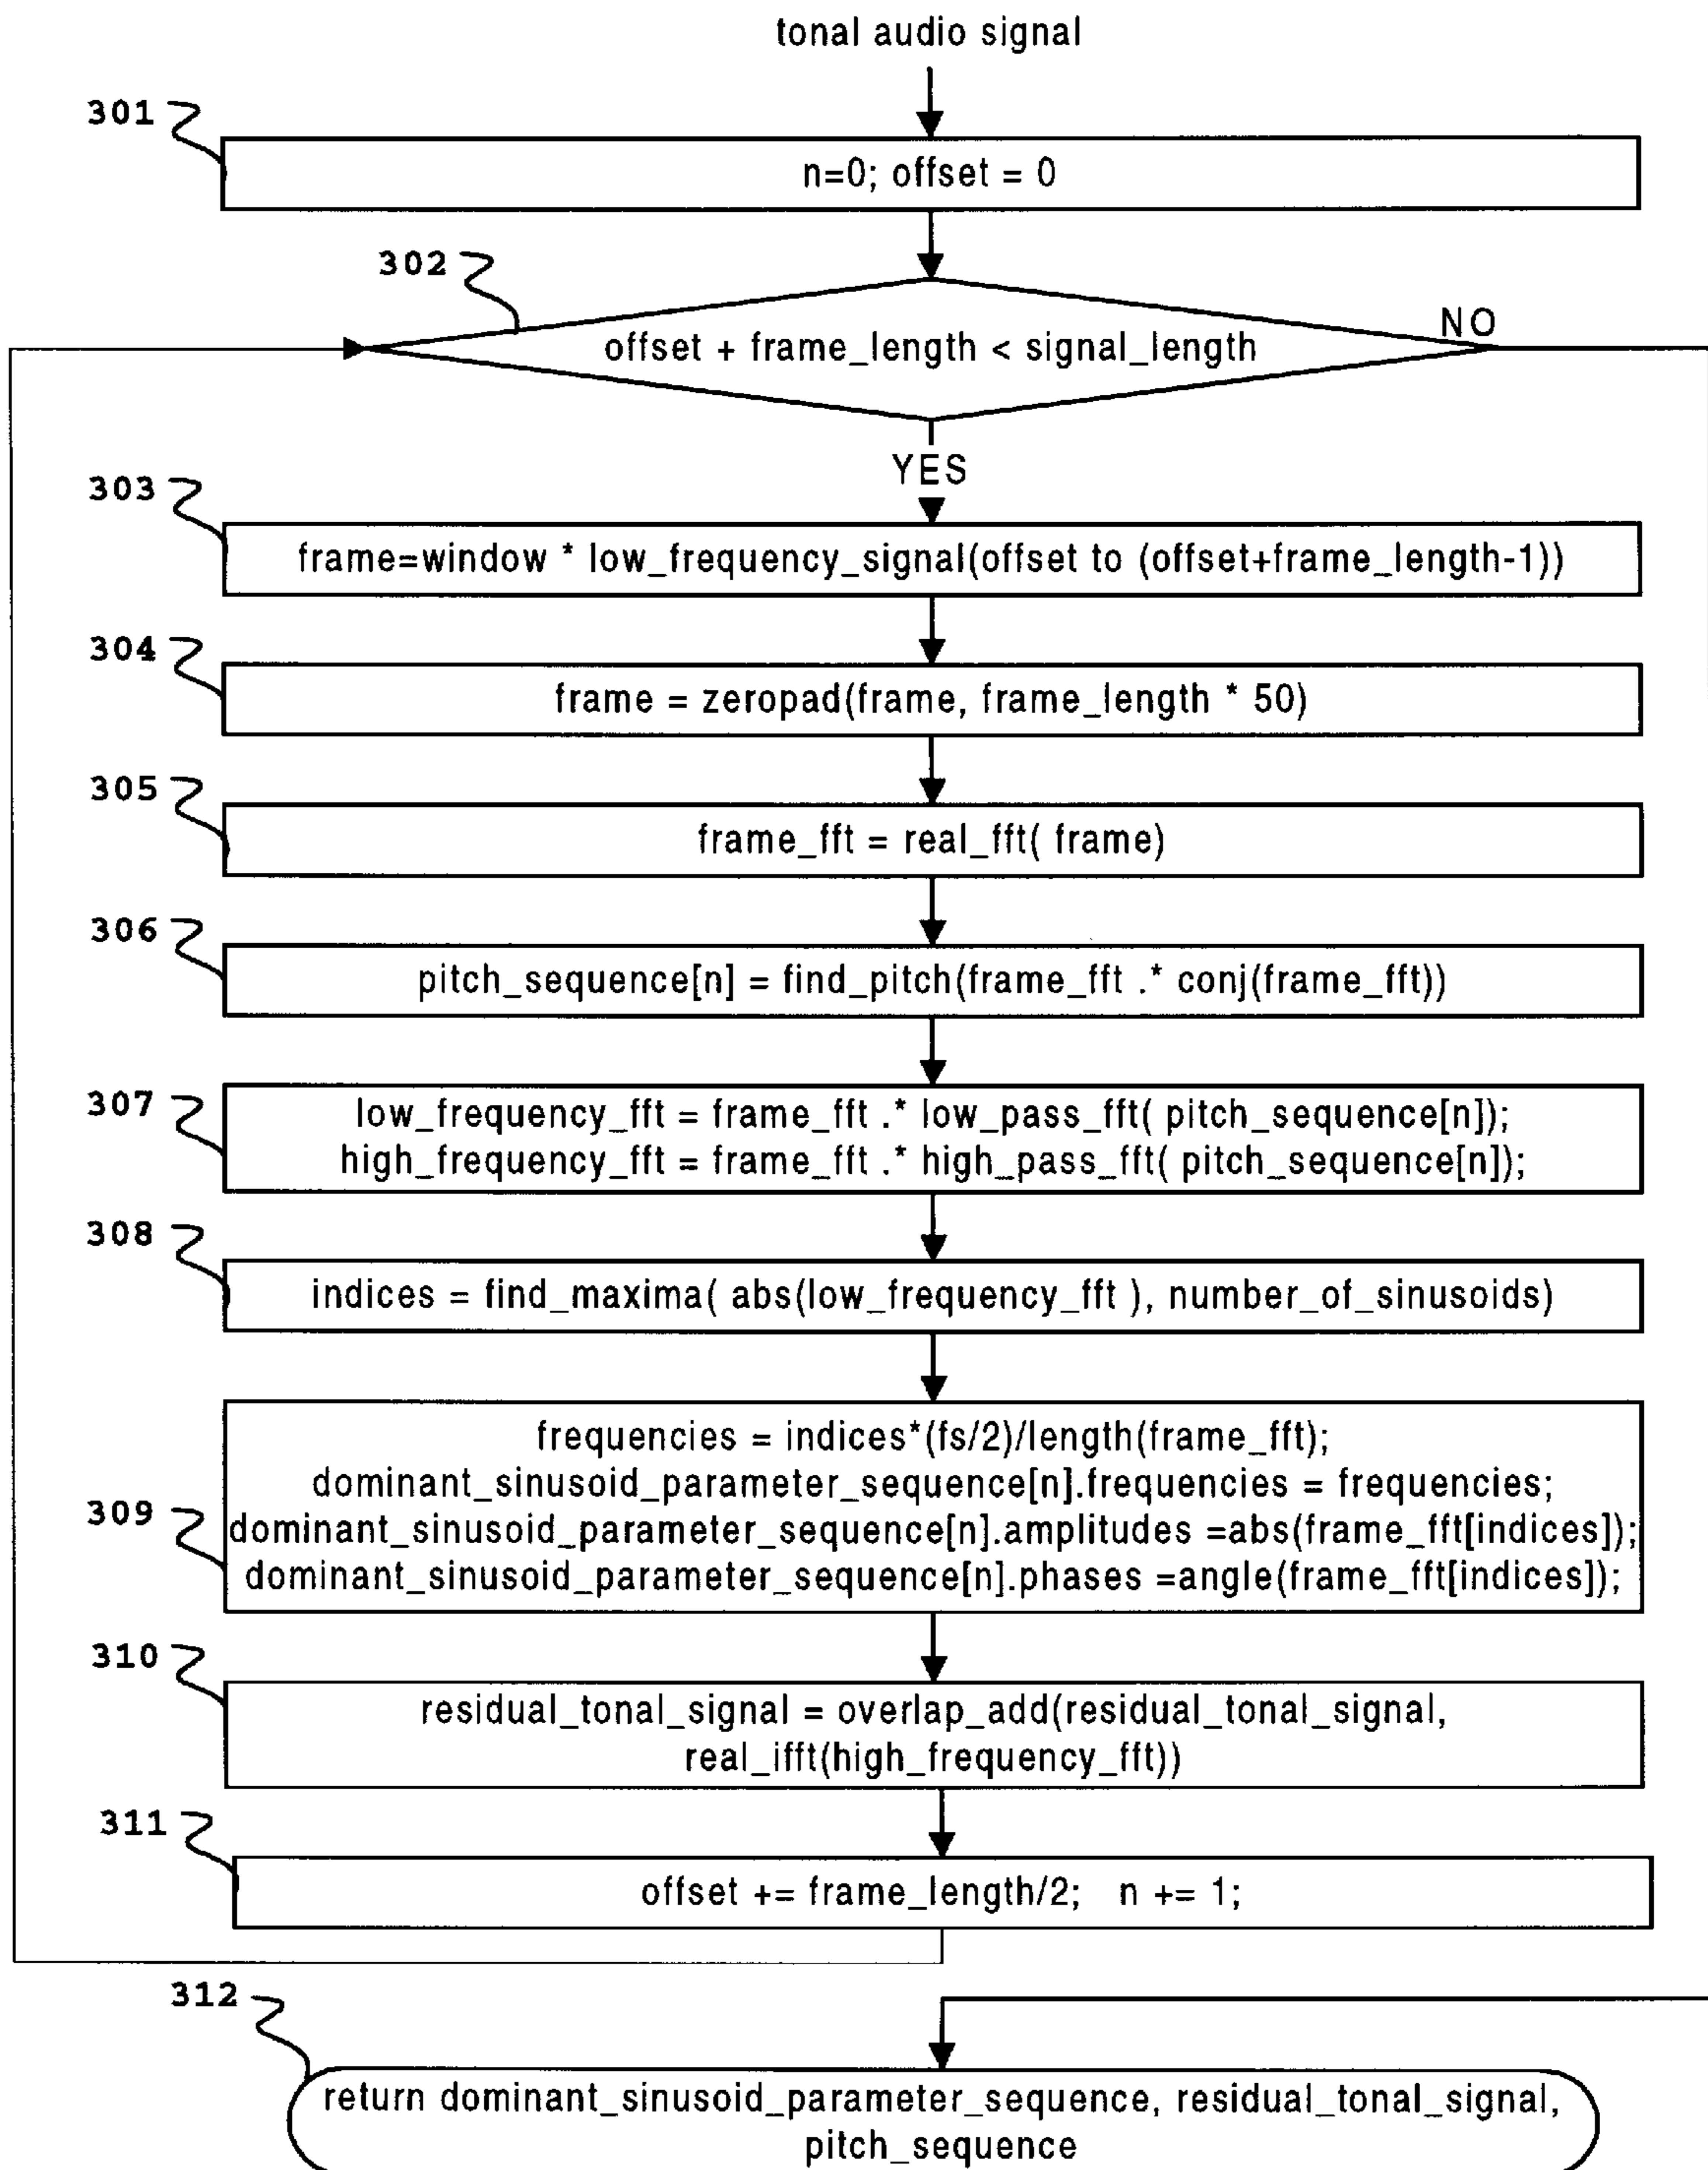 tonal audio signal
301
n=0; offset = 0
302
offset + frame_length < signal_length
NO
YES
303
frame=window * low_frequency_signal(offset to (offset+frame_length-1))
304
frame = zeropad(frame, frame_length * 50)
305
frame_fft = real_fft( frame)
306
pitch_sequence[n] = find_pitch(frame_fft .* conj(frame_fft))
307
low_frequency_fft = frame_fft .* low_pass_fft( pitch_sequence[n]);
high_frequency_fft = frame_fft .* high_pass_fft( pitch_sequence[n]);
308
indices = find_maxima( abs(low_frequency_fft ), number_of_sinusoids)
309
frequencies = indices*(fs/2)/length(frame_fft);
dominant_sinusoid_parameter_sequence[n].frequencies = frequencies;
dominant_sinusoid_parameter_sequence[n].amplitudes =abs(frame_fft[indices]);
dominant_sinusoid_parameter_sequence[n].phases =angle(frame_fft[indices]);
310
residual_tonal_signal = overlap_add(residual_tonal_signal,
real_ifft(high_frequency_fft))
311
offset += frame_length/2; n += 1;
312
return dominant_sinusoid_parameter_sequence, residual_tonal_signal,
pitch_sequence